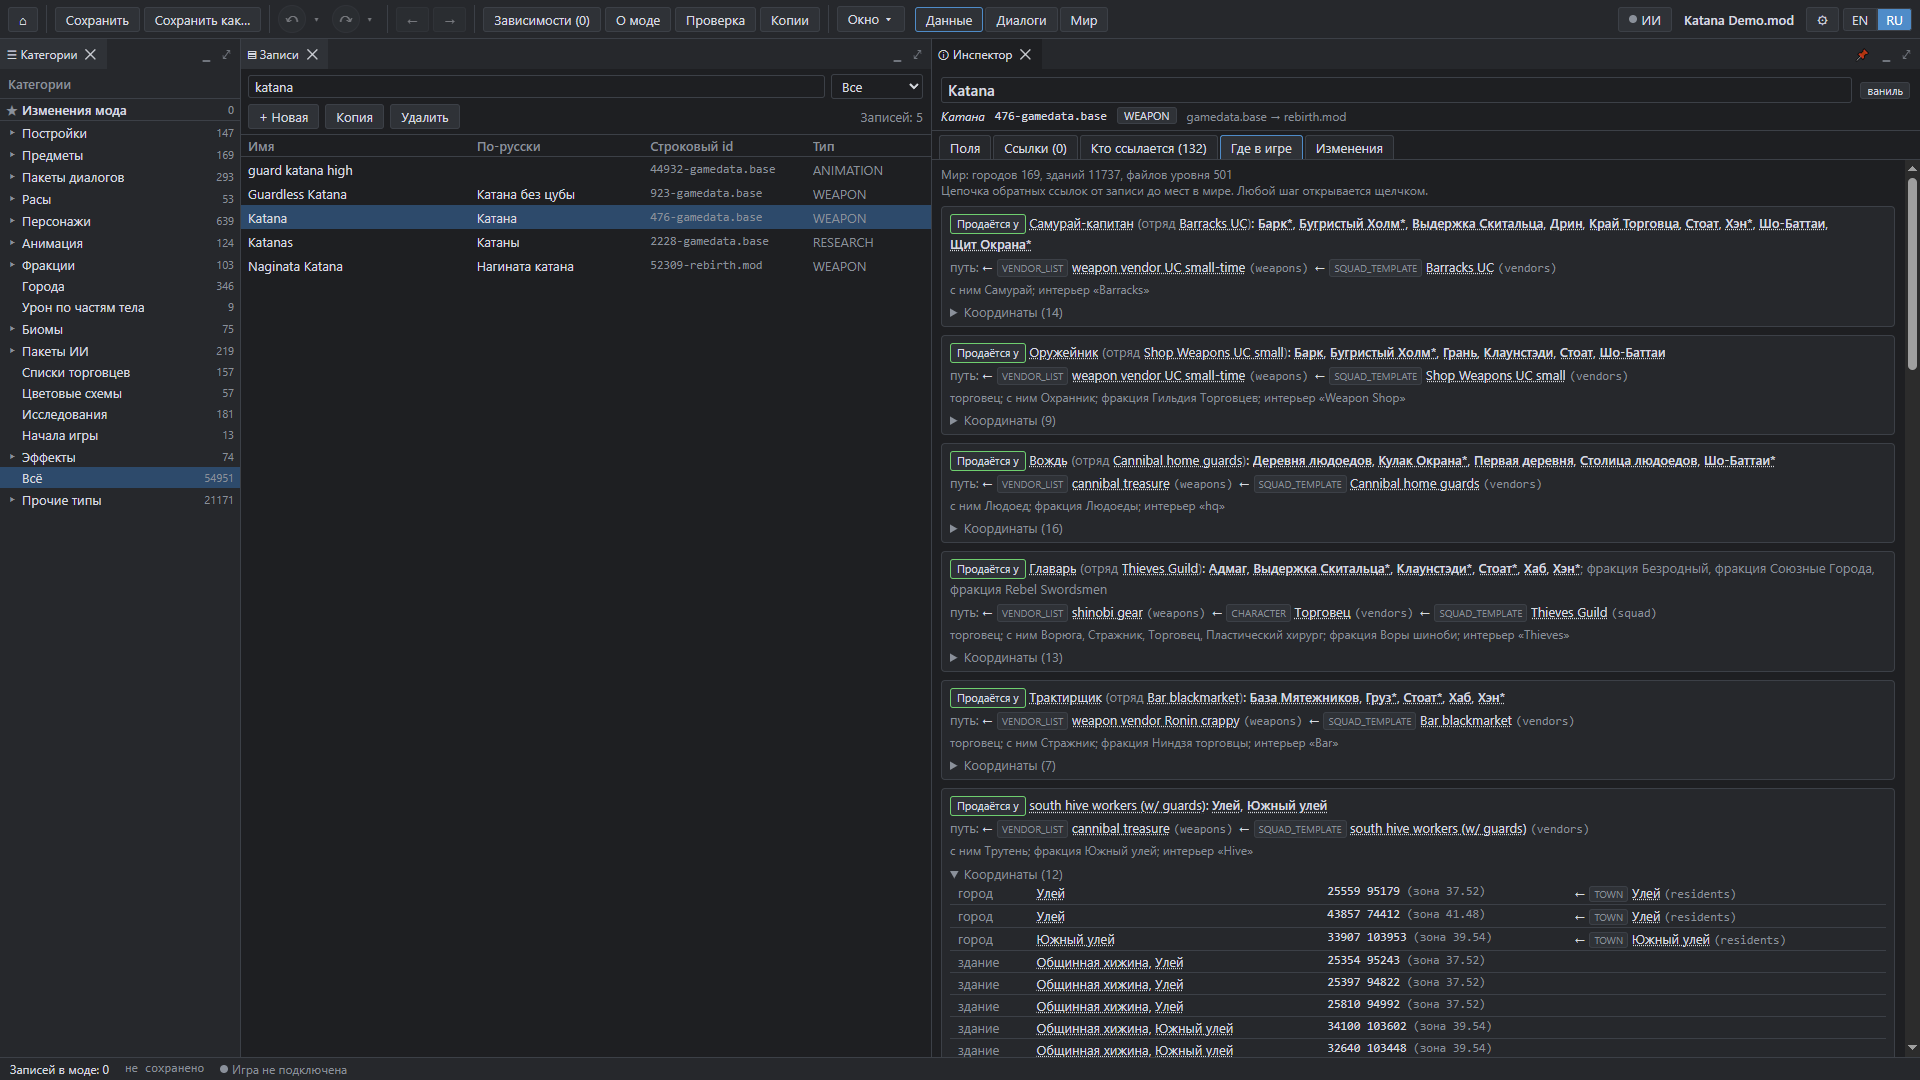 Сохранить Сохранить как... Зависимости (0) О моде Проверка Копии Окно Данные Диалоги Мир ИИ Katana Demo.mod EN RU
Категории
Категории
Изменения мода 0
Постройки 147
Предметы 169
Пакеты диалогов 293
Расы 53
Персонажи 639
Анимация 124
Фракции 103
Города 346
Урон по частям тела 9
Биомы 75
Пакеты ИИ 219
Списки торговцев 157
Цветовые схемы 57
Исследования 181
Начала игры 13
Эффекты 74
Всё 54951
Прочие типы 21171
Записи
katana Все
+ Новая Копия Удалить Записей: 5
Имя По-русски Строковый id Тип
guard katana high 44932-gamedata.base ANIMATION
Guardless Katana Катана без цубы 923-gamedata.base WEAPON
Katana Катана 476-gamedata.base WEAPON
Katanas Катаны 2228-gamedata.base RESEARCH
Naginata Katana Нагината катана 52309-rebirth.mod WEAPON
Инспектор
Katana ваниль
Катана 476-gamedata.base WEAPON gamedata.base → rebirth.mod
Поля Ссылки (0) Кто ссылается (132) Где в игре Изменения
Мир: городов 169, зданий 11737, файлов уровня 501
Цепочка обратных ссылок от записи до мест в мире. Любой шаг открывается щелчком.
Продаётся у Самурай-капитан (отряд Barracks UC): Барк*, Бугристый Холм*, Выдержка Скитальца, Дрин, Край Торговца, Стоат, Хэн*, Шо-Баттаи,
Щит Окрана*
путь: ← VENDOR_LIST weapon vendor UC small-time (weapons) ← SQUAD_TEMPLATE Barracks UC (vendors)
с ним Самурай; интерьер «Barracks»
Координаты (14)
Продаётся у Оружейник (отряд Shop Weapons UC small): Барк, Бугристый Холм*, Грань, Клаунстэди, Стоат, Шо-Баттаи
путь: ← VENDOR_LIST weapon vendor UC small-time (weapons) ← SQUAD_TEMPLATE Shop Weapons UC small (vendors)
торговец; с ним Охранник; фракция Гильдия Торговцев; интерьер «Weapon Shop»
Координаты (9)
Продаётся у Вождь (отряд Cannibal home guards): Деревня людоедов, Кулак Окрана*, Первая деревня, Столица людоедов, Шо-Баттаи*
путь: ← VENDOR_LIST cannibal treasure (weapons) ← SQUAD_TEMPLATE Cannibal home guards (vendors)
с ним Людоед; фракция Людоеды; интерьер «hq»
Координаты (16)
Продаётся у Главарь (отряд Thieves Guild): Адмаг, Выдержка Скитальца*, Клаунстэди*, Стоат*, Хаб, Хэн*; фракция Безродный, фракция Союзные Города,
фракция Rebel Swordsmen
путь: ← VENDOR_LIST shinobi gear (weapons) ← CHARACTER Торговец (vendors) ← SQUAD_TEMPLATE Thieves Guild (squad)
торговец; с ним Ворюга, Стражник, Торговец, Пластический хирург; фракция Воры шиноби; интерьер «Thieves»
Координаты (13)
Продаётся у Трактирщик (отряд Bar blackmarket): База Мятежников, Груз*, Стоат*, Хаб, Хэн*
путь: ← VENDOR_LIST weapon vendor Ronin crappy (weapons) ← SQUAD_TEMPLATE Bar blackmarket (vendors)
торговец; с ним Стражник; фракция Ниндзя торговцы; интерьер «Bar»
Координаты (7)
Продаётся у south hive workers (w/ guards): Улей, Южный улей
путь: ← VENDOR_LIST cannibal treasure (weapons) ← SQUAD_TEMPLATE south hive workers (w/ guards) (vendors)
с ним Трутень; фракция Южный улей; интерьер «Hive»
Координаты (12)
город Улей 25559 95179 (зона 37.52) ← TOWN Улей (residents)
город Улей 43857 74412 (зона 41.48) ← TOWN Улей (residents)
город Южный улей 33907 103953 (зона 39.54) ← TOWN Южный улей (residents)
здание Общинная хижина, Улей 25354 95243 (зона 37.52)
здание Общинная хижина, Улей 25397 94822 (зона 37.52)
здание Общинная хижина, Улей 25810 94992 (зона 37.52)
здание Общинная хижина, Южный улей 34100 103602 (зона 39.54)
здание Общинная хижина, Южный улей 32640 103448 (зона 39.54)
Записей в моде: 0 не сохранено Игра не подключена